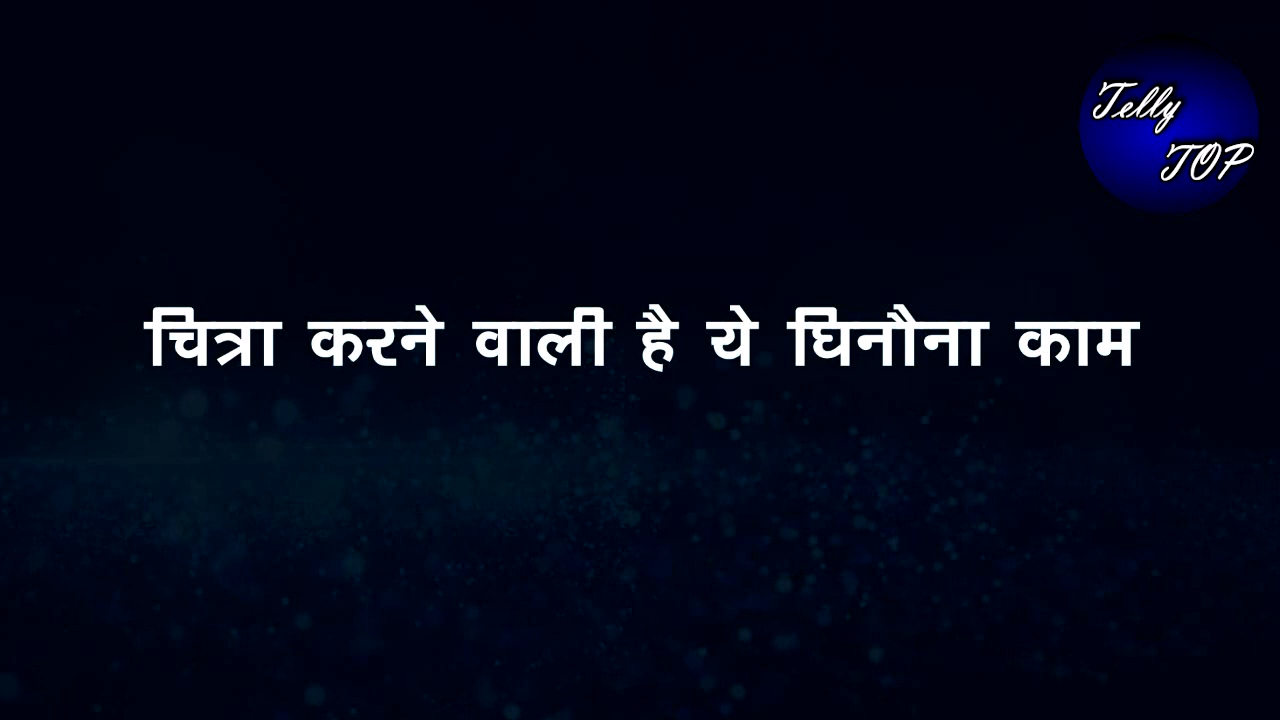 Telly
TOP
चित्रा करने वाली है ये घिनौना काम